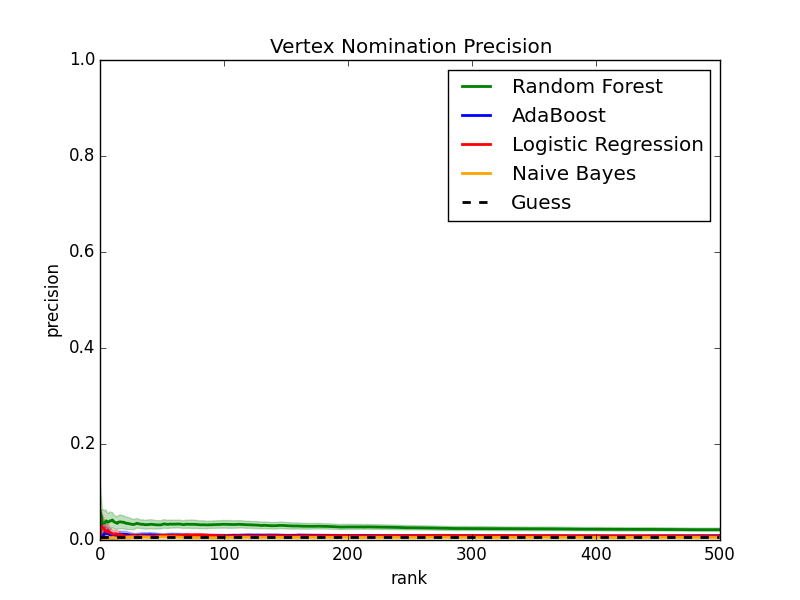 Vertex Nomination Precision
1.0
0.8
0.6
0.4
0.2
0.0
precision
Random Forest
AdaBoost
Logistic Regression
Naive Bayes
Guess
0 100 200 300 400 500
rank